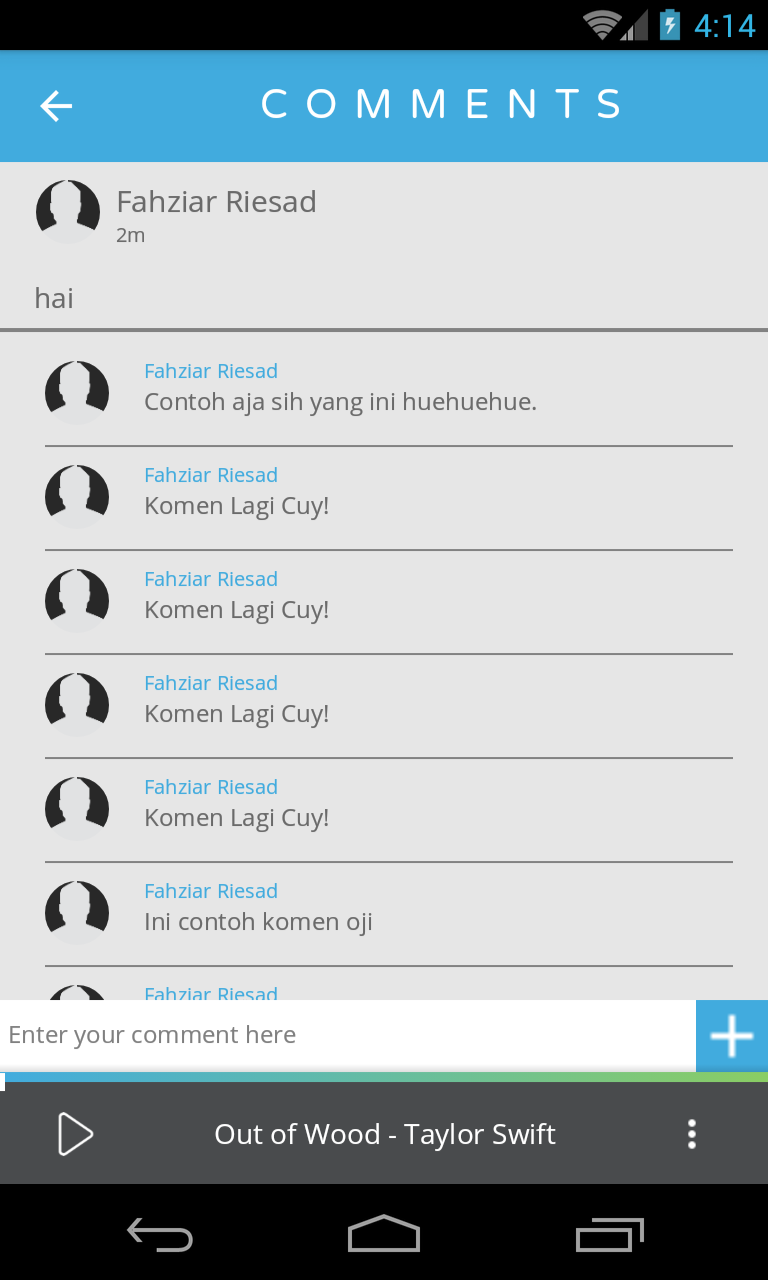 4:14
COMMENTS
Fahziar Riesad
2m
hai
Fahziar Riesad
Contoh aja sih yang ini huehuehue.
Fahziar Riesad
Komen Lagi Cuy!
Fahziar Riesad
Komen Lagi Cuy!
Fahziar Riesad
Komen Lagi Cuy!
Fahziar Riesad
Komen Lagi Cuy!
Fahziar Riesad
Ini contoh komen oji
Fahziar Riesad
Enter your comment here
Out of Wood - Taylor Swift